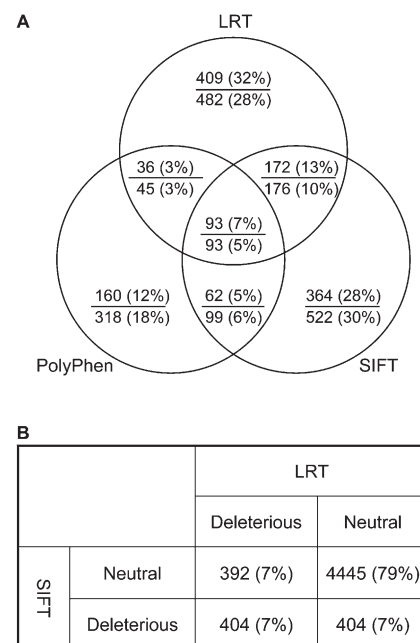 A
LRT
409 (32%)
482 (28%)
36 (3%)
45 (3%)
172 (13%)
176 (10%)
93 (7%)
93 (5%)
160 (12%)
318 (18%)
62 (5%)
99 (6%)
364 (28%)
522 (30%)
PolyPhen
SIFT
B
LRT
Deleterious Neutral
SIFT
Neutral 392 (7%) 4445 (79%)
Deleterious 404 (7%) 404 (7%)